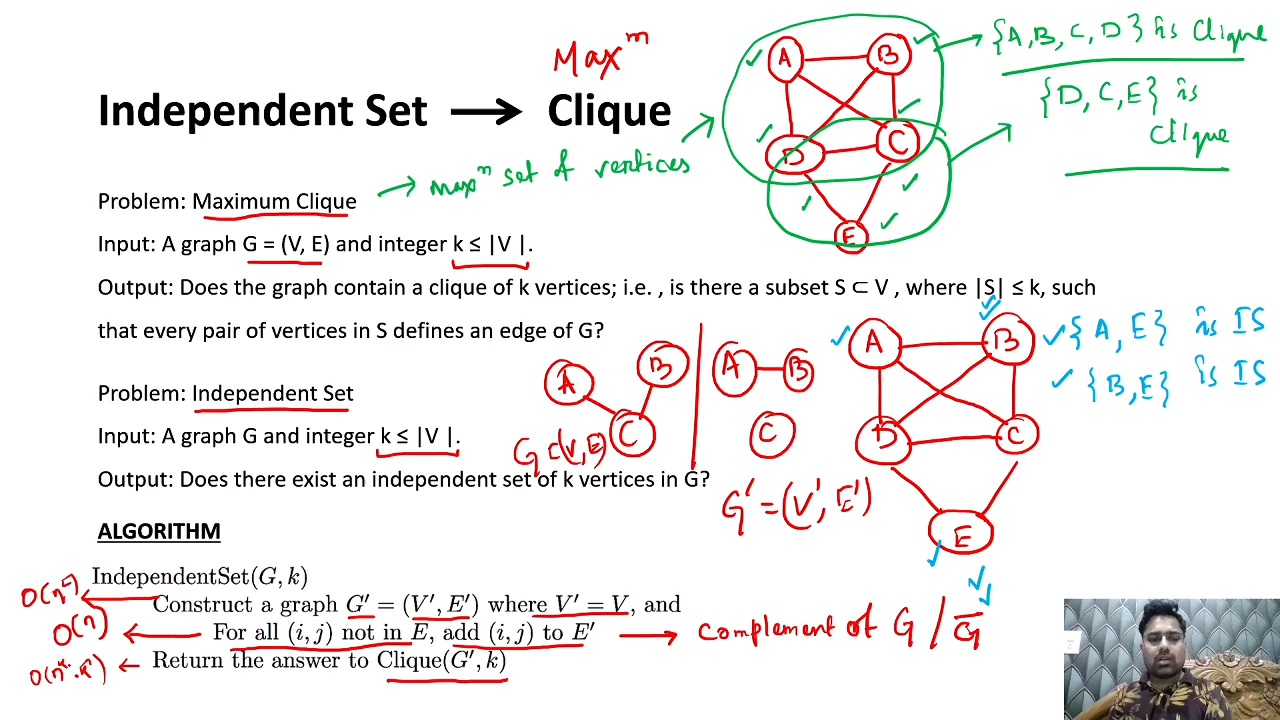 Max^m
Independent Set → Clique
A B
D C
E
{A, B, C, D} is Clique
{D, C, E} is
Clique
→ max^m set of vertices
Problem: Maximum Clique
Input: A graph G = (V, E) and integer k ≤ |V |.
Output: Does the graph contain a clique of k vertices; i.e. , is there a subset S ⊂ V , where |S| ≤ k, such
that every pair of vertices in S defines an edge of G?
A B
C
G = (V, E)
A B
C
G' = (V', E')
A B
D C
E
{A, E} is IS
{B, E} is IS
Problem: Independent Set
Input: A graph G and integer k ≤ |V |.
Output: Does there exist an independent set of k vertices in G?
ALGORITHM
IndependentSet(G, k)
O(n²) ← Construct a graph G′ = (V′, E′) where V′ = V, and
O(n) ← For all (i, j) not in E, add (i, j) to E′ → Complement of G / G̅
← Return the answer to Clique(G′, k)